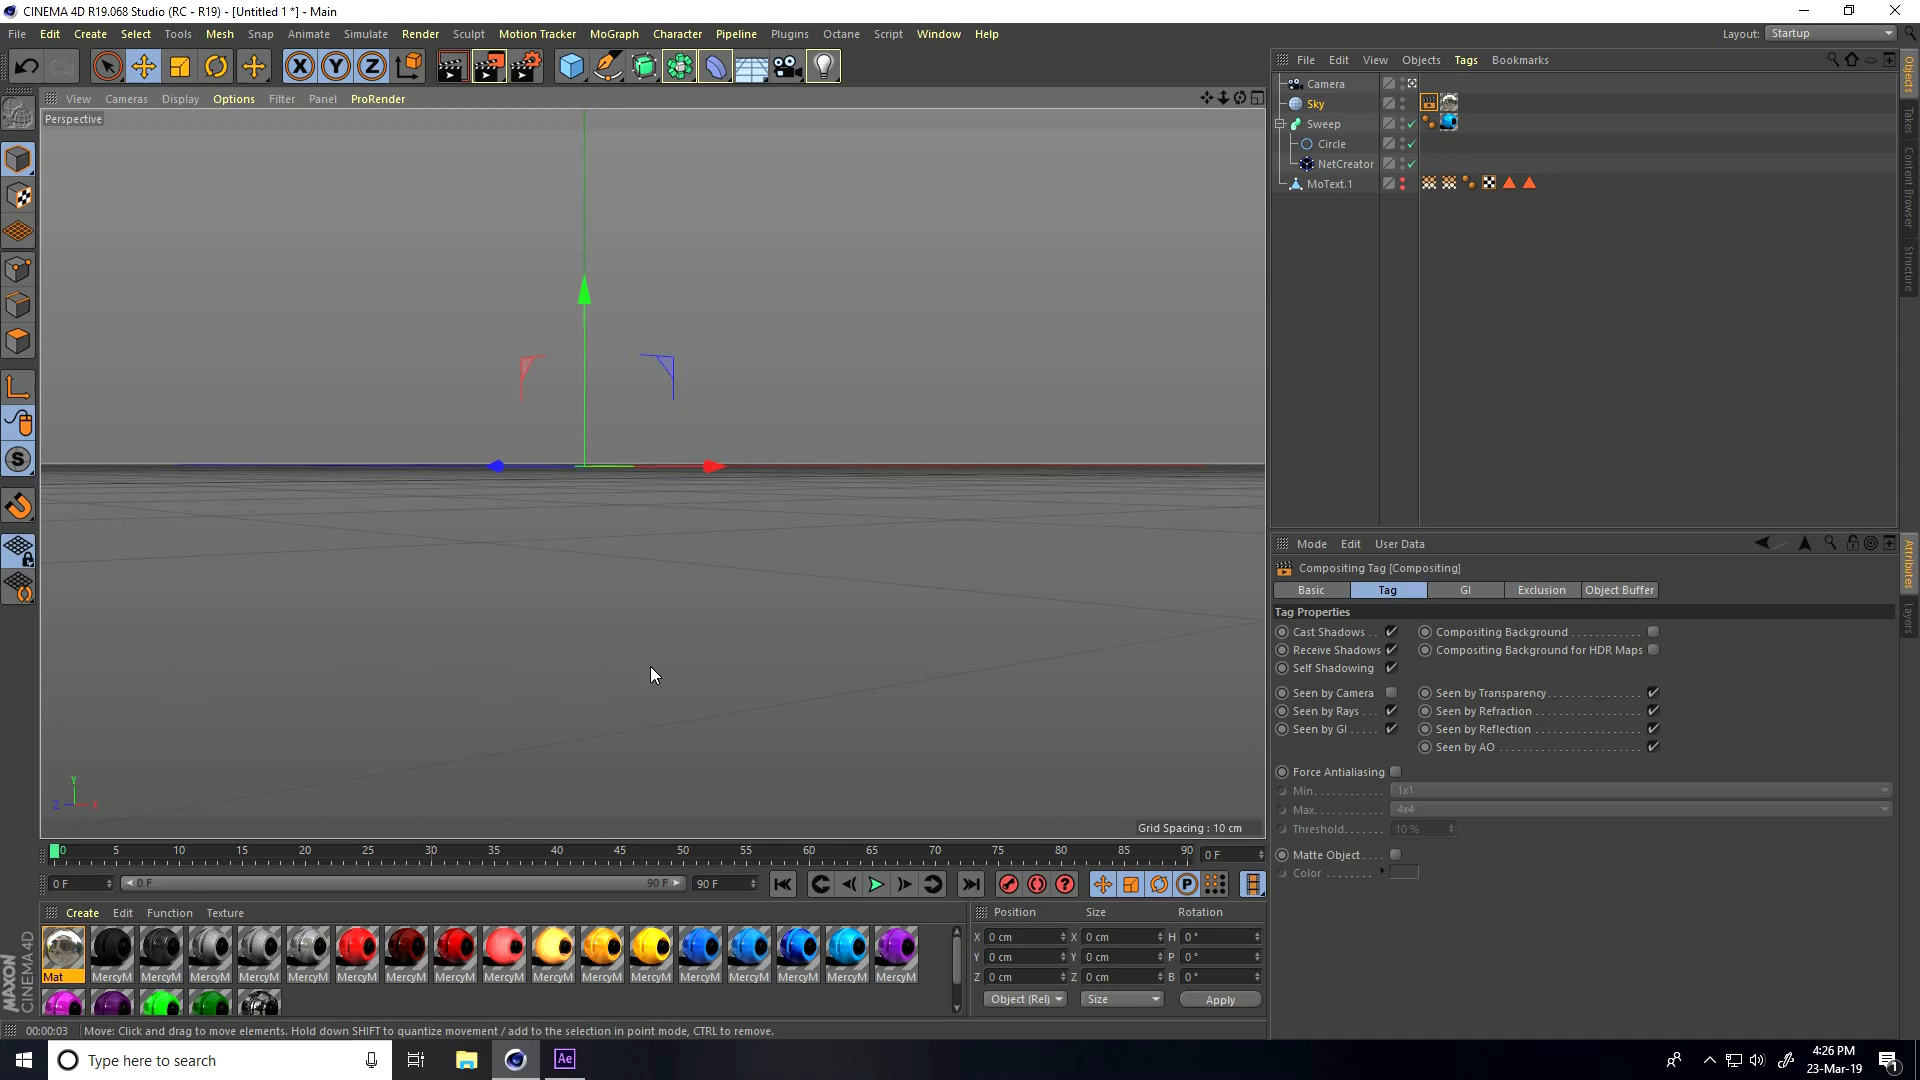 CINEMA 4D R19.068 Studio (RC - R19) - [Untitled 1 *] - Main
File Edit Create Select Tools Mesh Snap Animate Simulate Render Sculpt Motion Tracker MoGraph Character Pipeline Plugins Octane Script Window Help
Layout: Startup
View Cameras Display Options Filter Panel ProRender
Perspective
Grid Spacing : 10 cm
Y
Z X
File Edit View Objects Tags Bookmarks
Camera
Sky
Sweep
Circle
NetCreator
MoText.1
Objects
Takes
Content Browser
Structure
Mode Edit User Data
Compositing Tag [Compositing]
Basic Tag GI Exclusion Object Buffer
Tag Properties
Cast Shadows . . Compositing Background . . . . . . . . . . . .
Receive Shadows Compositing Background for HDR Maps
Self Shadowing
Seen by Camera Seen by Transparency. . . . . . . . . . . . . . .
Seen by Rays . . . Seen by Refraction . . . . . . . . . . . . . . . . .
Seen by GI . . . . . Seen by Reflection . . . . . . . . . . . . . . . . .
Seen by AO . . . . . . . . . . . . . . . . . . . . . . .
Force Antialiasing
Min. . . . . . . . . . . . 1x1
Max. . . . . . . . . . . 4x4
Threshold. . . . . . . 10 %
Matte Object . . . .
Color . . . . . . . .
Attributes
Layers
0 5 10 15 20 25 30 35 40 45 50 55 60 65 70 75 80 85 90 0 F
0 F 0 F 90 F 90 F
P
Create Edit Function Texture
Mat MercyM MercyM MercyM MercyM MercyM MercyM MercyM MercyM MercyM MercyM MercyM MercyM MercyM MercyM MercyM MercyM MercyM
Position Size Rotation
X 0 cm X 0 cm H 0 °
Y 0 cm Y 0 cm P 0 °
Z 0 cm Z 0 cm B 0 °
Object (Rel) Size Apply
MAXON
CINEMA 4D
00:00:03 Move: Click and drag to move elements. Hold down SHIFT to quantize movement / add to the selection in point mode, CTRL to remove.
Type here to search
Ae
4:26 PM
23-Mar-19
1